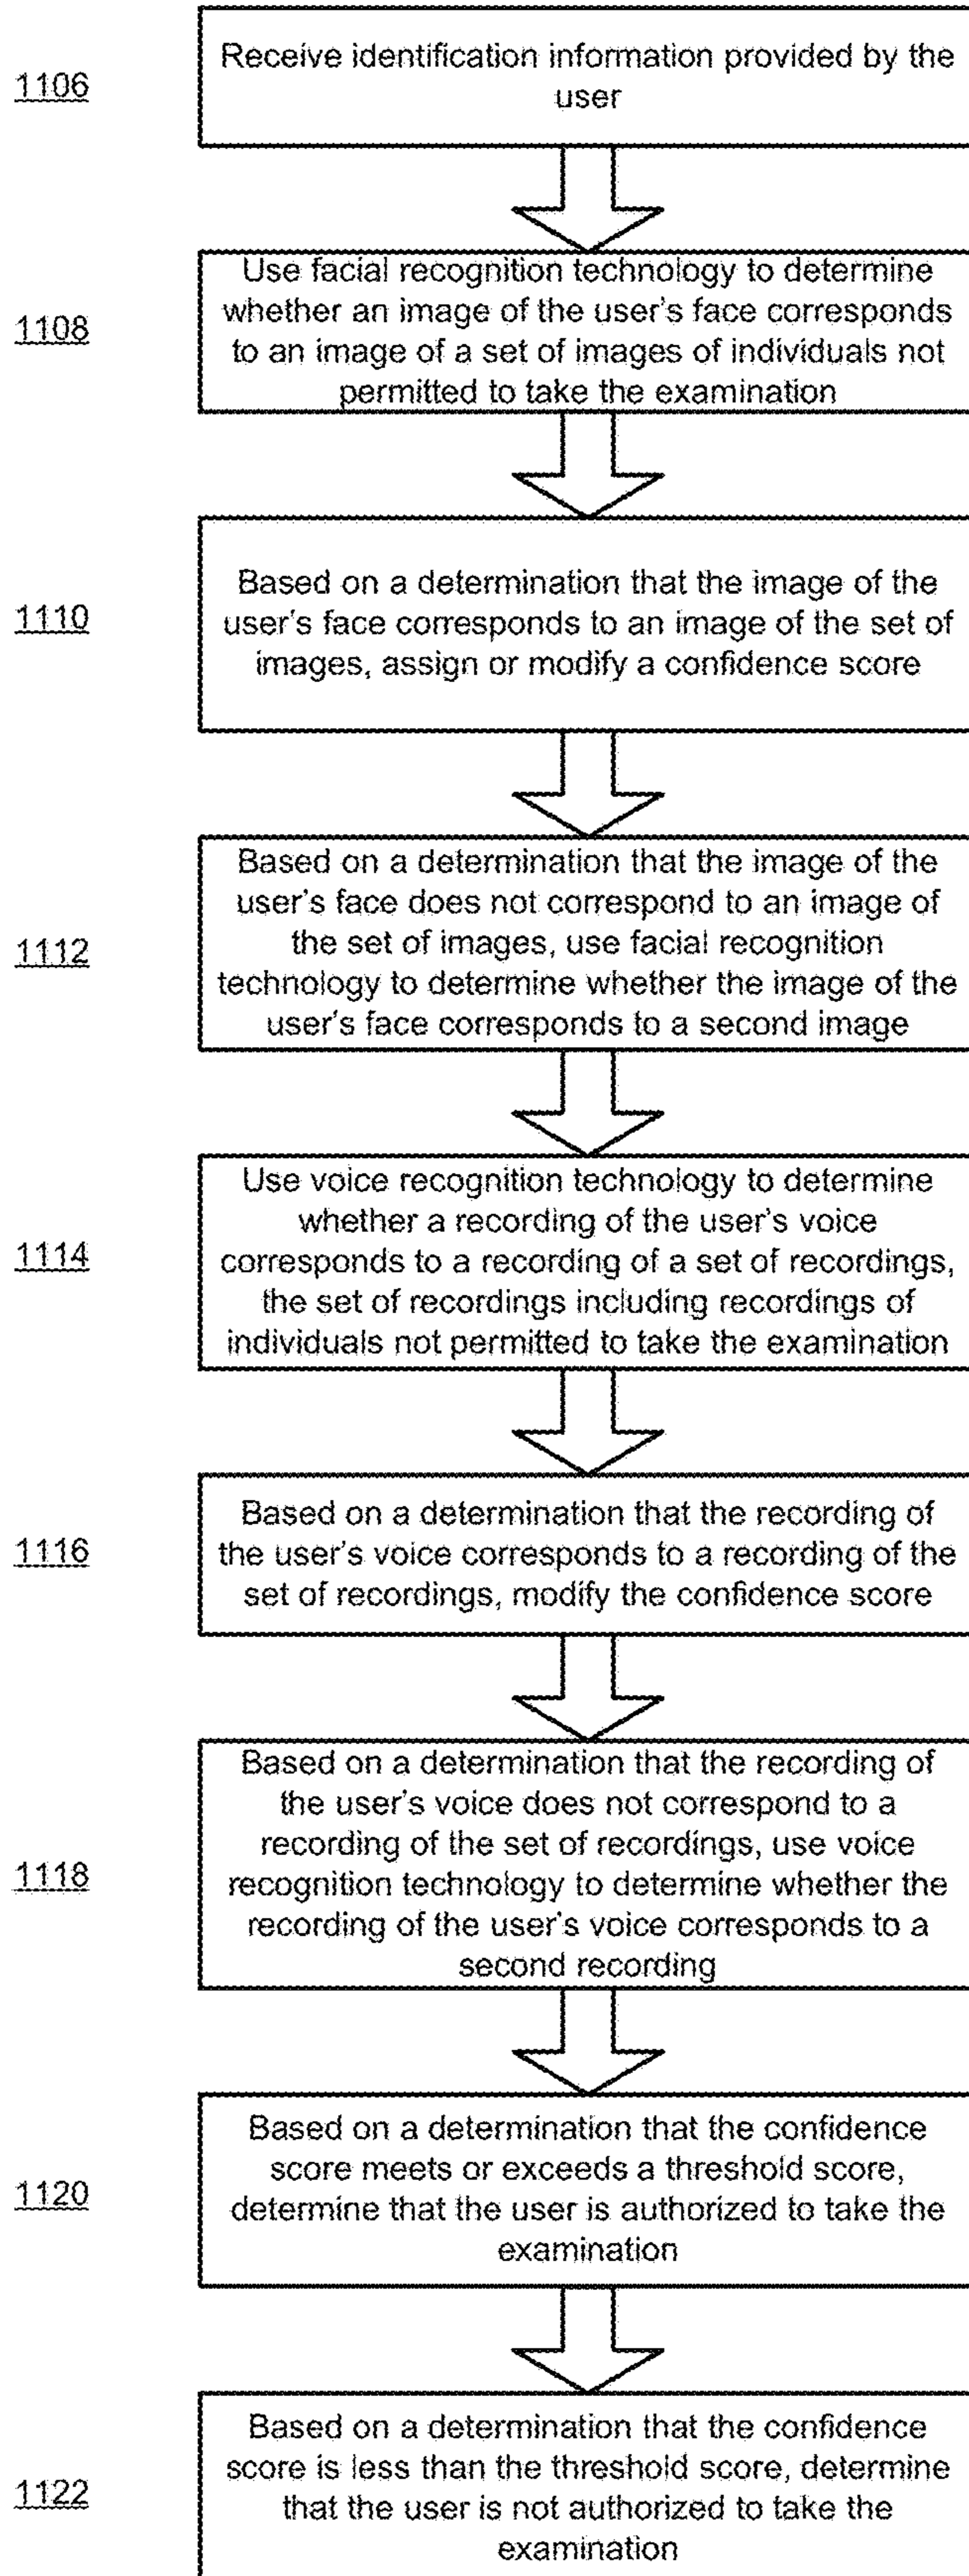 1106
Receive identification information provided by the
user
1108
Use facial recognition technology to determine
whether an image of the user's face corresponds
to an image of a set of images of individuals not
permitted to take the examination
1110
Based on a determination that the image of the
user's face corresponds to an image of the set of
images, assign or modify a confidence score
1112
Based on a determination that the image of the
user's face does not correspond to an image of
the set of images, use facial recognition
technology to determine whether the image of the
user's face corresponds to a second image
1114
Use voice recognition technology to determine
whether a recording of the user's voice
corresponds to a recording of a set of recordings,
the set of recordings including recordings of
individuals not permitted to take the examination
1116
Based on a determination that the recording of
the user's voice corresponds to a recording of the
set of recordings, modify the confidence score
1118
Based on a determination that the recording of
the user's voice does not correspond to a
recording of the set of recordings, use voice
recognition technology to determine whether the
recording of the user's voice corresponds to a
second recording
1120
Based on a determination that the confidence
score meets or exceeds a threshold score,
determine that the user is authorized to take the
examination
1122
Based on a determination that the confidence
score is less than the threshold score, determine
that the user is not authorized to take the
examination